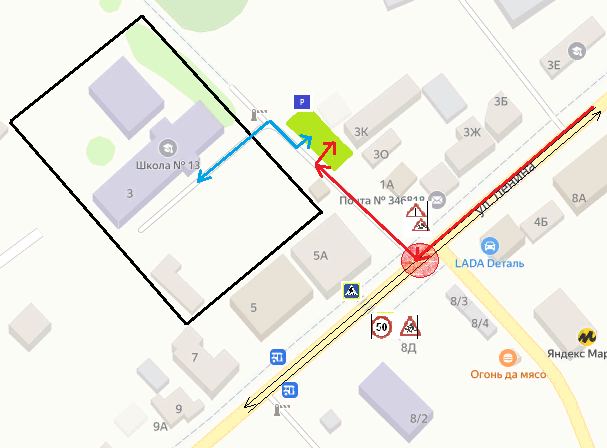 3Е
P
3Б
3К
3Ж
Школа № 13
3О
3
1А
Почта № 346818
ул. Ленина
8А
4Б
5А
LADA Dеталь
5
8/3
50
8/4
8Д
Яндекс Мар
7
Огонь да мясо
9
8/2
9А